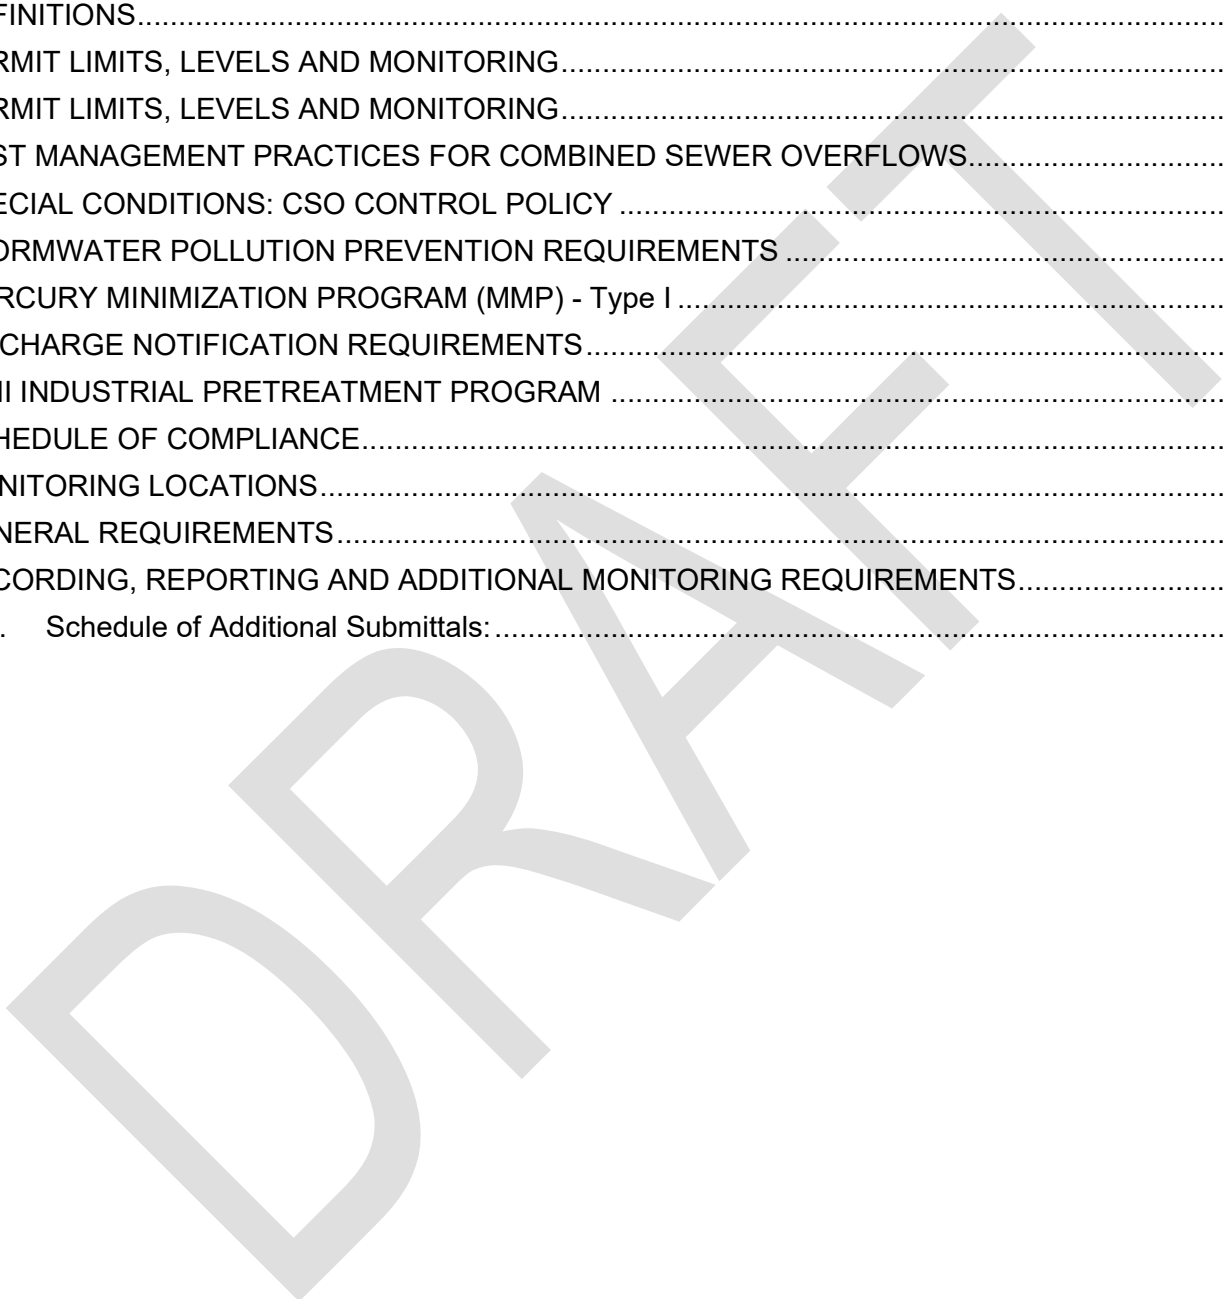 FINITIONS
RMIT LIMITS, LEVELS AND MONITORING
RMIT LIMITS, LEVELS AND MONITORING
ST MANAGEMENT PRACTICES FOR COMBINED SEWER OVERFLOWS
ECIAL CONDITIONS: CSO CONTROL POLICY
ORMWATER POLLUTION PREVENTION REQUIREMENTS
RCURY MINIMIZATION PROGRAM (MMP) - Type I
CHARGE NOTIFICATION REQUIREMENTS
II INDUSTRIAL PRETREATMENT PROGRAM
HEDULE OF COMPLIANCE
NITORING LOCATIONS
NERAL REQUIREMENTS
CORDING, REPORTING AND ADDITIONAL MONITORING REQUIREMENTS
. Schedule of Additional Submittals:
DRAFT